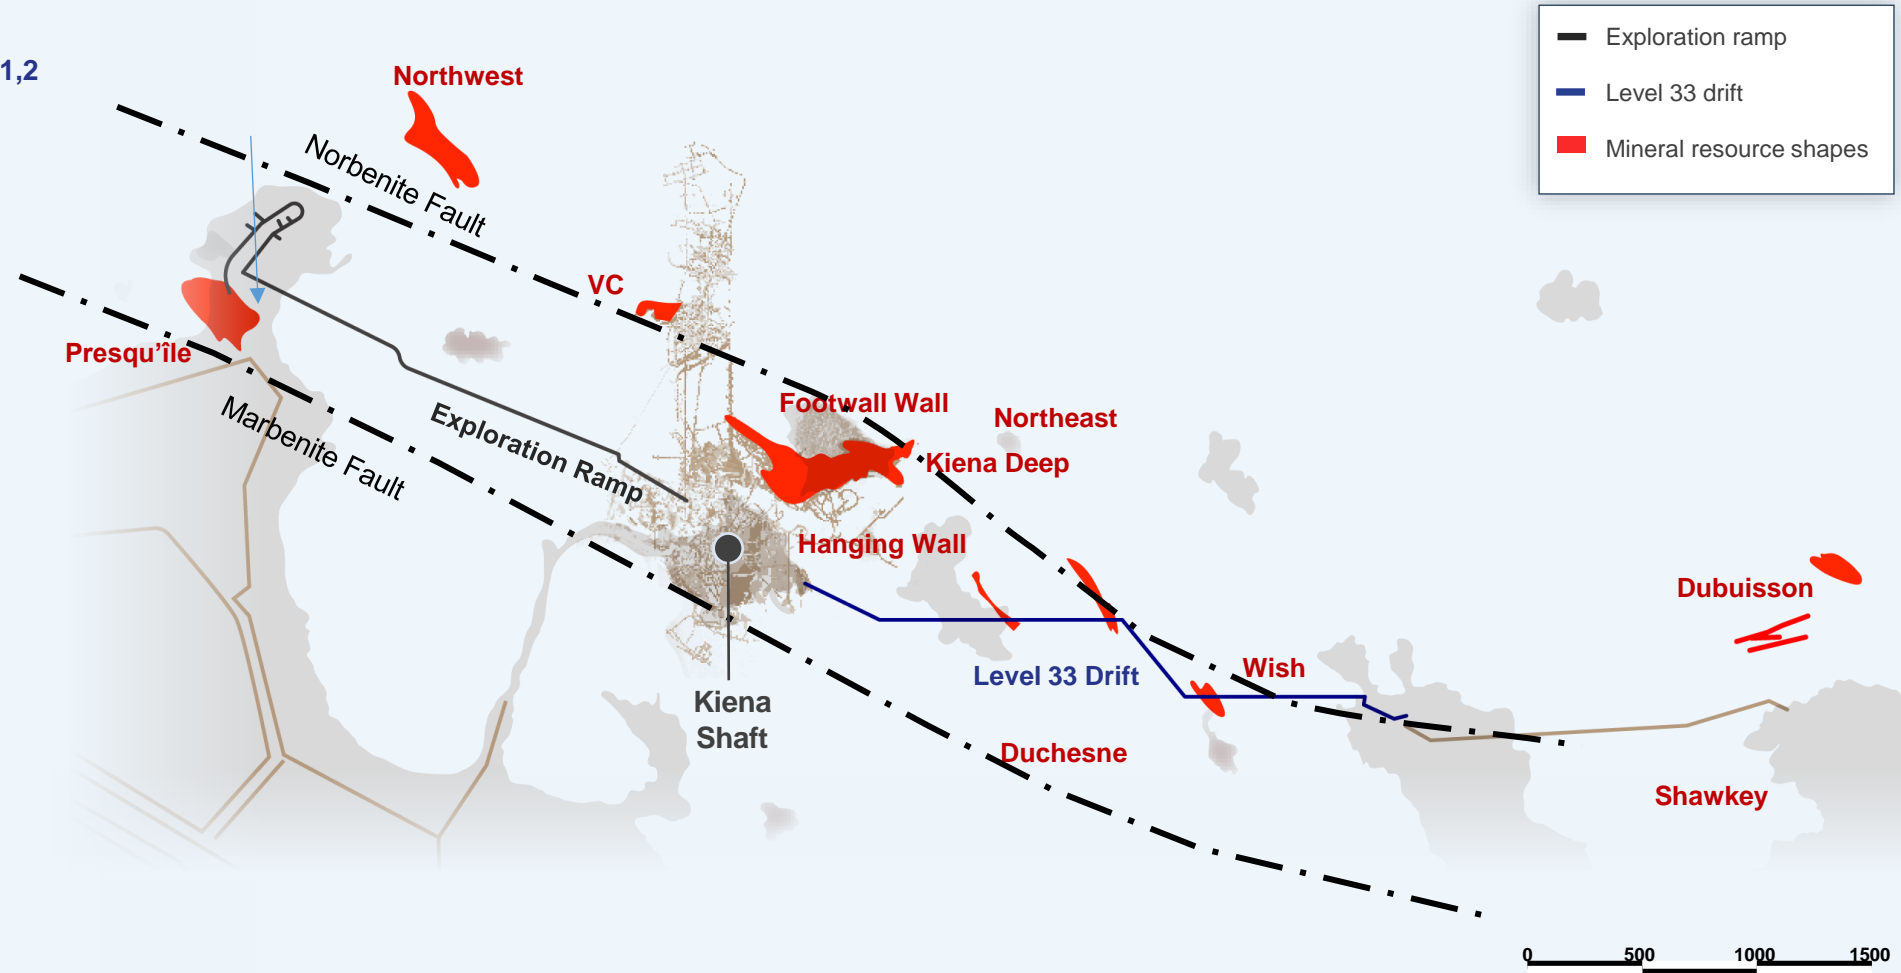 1,2
Exploration ramp
Level 33 drift
Mineral resource shapes
Northwest
Norbenite Fault
VC
Presqu'île
Marbenite Fault
Exploration Ramp
Footwall Wall
Northeast
Kiena Deep
Hanging Wall
Dubuisson
Wish
Level 33 Drift
Kiena
Shaft
Duchesne
Shawkey
0 500 1000 1500